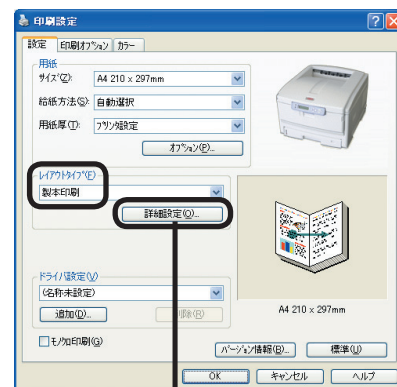 印刷設定
設定 印刷オプション カラー
用紙
サイズ(Z): A4 210 x 297mm
給紙方法(S): 自動選択
用紙厚(T): プリンタ設定
オプション(P)...
レイアウトタイプ(F)
製本印刷
詳細設定(O)...
ドライバ設定(V)
(名称未設定)
追加(D)... 削除(R)
A4 210 x 297mm
モノクロ印刷(G)
バージョン情報(B)... 標準(U)
OK キャンセル ヘルプ